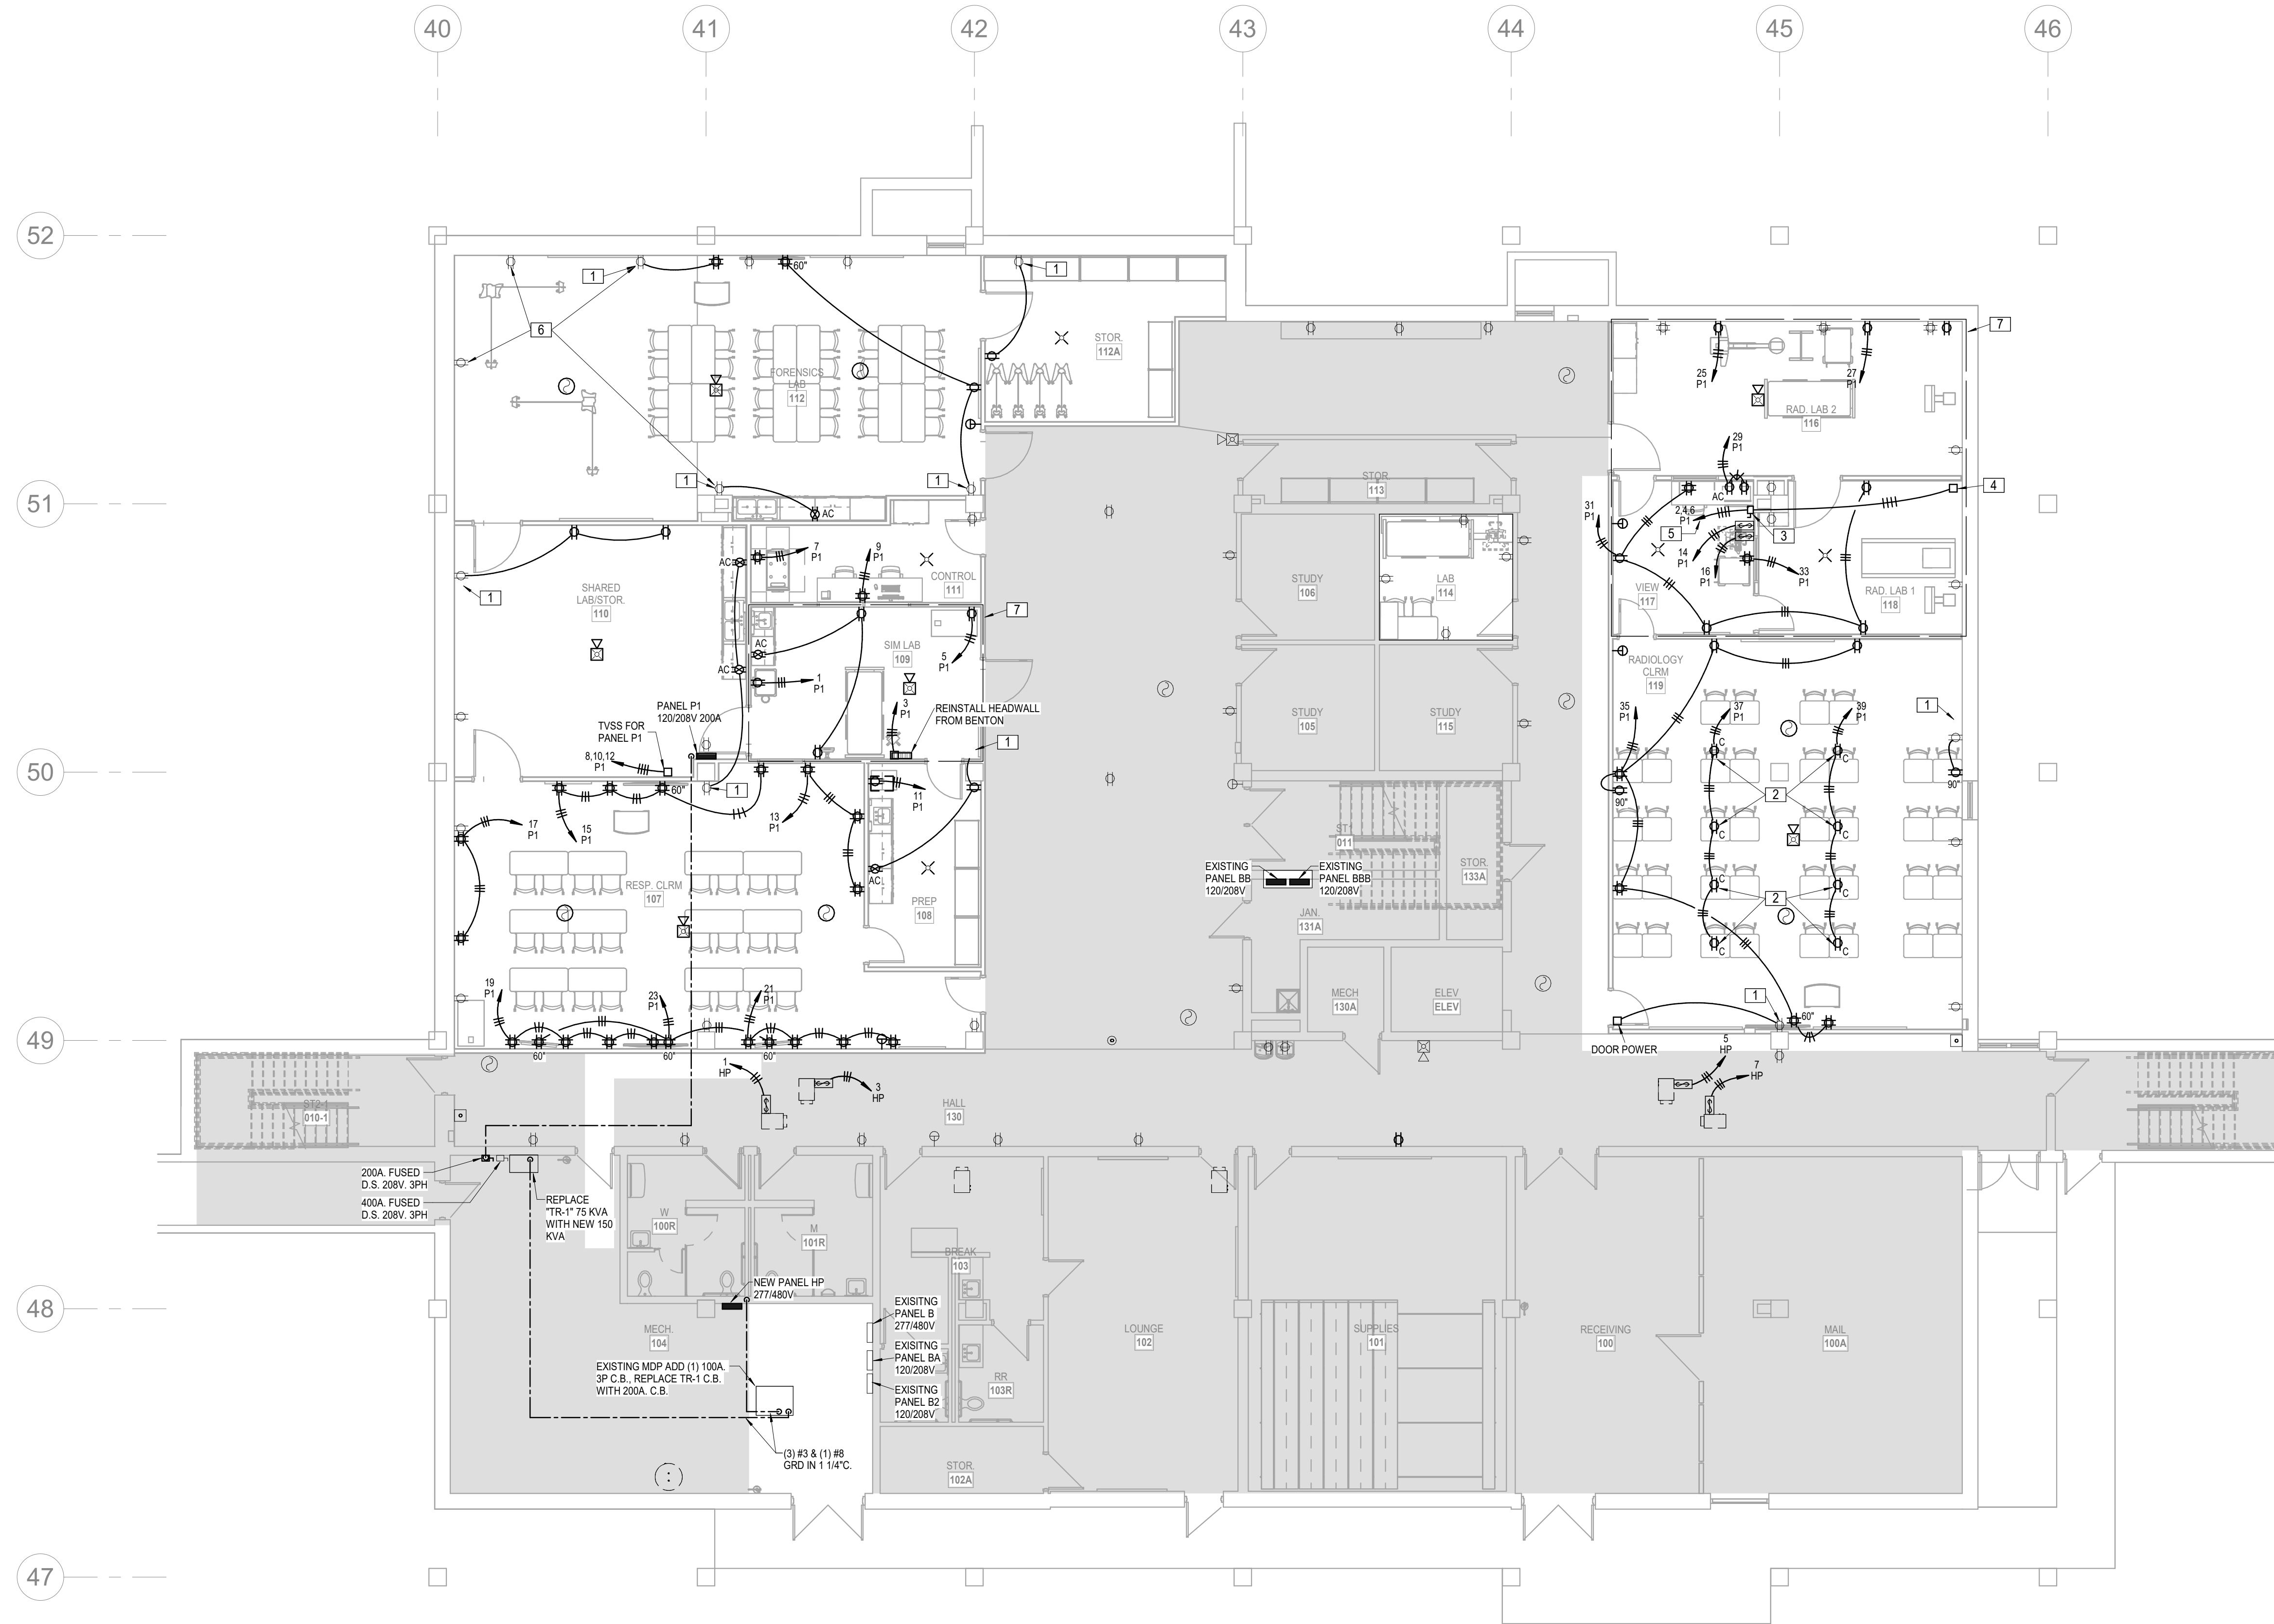 40
41
42
43
44
45
46
52
51
50
49
48
47
1
60"
6
1
FORENSICS
LAB
112
STOR.
112A
1
1
AC
7
25
P1
27
P1
RAD. LAB 2
116
29
P1
AC
4
31
P1
2,4,6
P1
5
3
14
P1
16
P1
33
P1
VIEW
117
RAD. LAB 1
118
STOR.
113
STUDY
106
LAB
114
STUDY
105
STUDY
115
SHARED
LAB/STOR.
110
1
AC
7
P1
9
P1
CONTROL
111
7
AC
AC
SIM LAB
109
5
P1
1
P1
3
P1
REINSTALL HEADWALL
FROM BENTON
1
PANEL P1
120/208V 200A
TVSS FOR
PANEL P1
8,10,12
P1
60"
1
11
P1
13
P1
15
P1
17
P1
AC
RESP. CLRM
107
PREP
108
19
P1
23
P1
21
P1
60"
60"
60"
RADIOLOGY
CLRM
119
1
35
P1
37
P1
39
P1
C
C
90"
90"
2
C
C
C
C
2
C
C
1
60"
DOOR POWER
ST1
011
EXISTING
PANEL BB
120/208V
EXISTING
PANEL BBB
120/208V
STOR.
133A
JAN.
131A
MECH
130A
ELEV
ELEV
1
HP
3
HP
5
HP
7
HP
ST2-1
010-1
HALL
130
200A. FUSED
D.S. 208V. 3PH
400A. FUSED
D.S. 208V. 3PH
REPLACE
"TR-1" 75 KVA
WITH NEW 150
KVA
W
100R
M
101R
BREAK
103
NEW PANEL HP
277/480V
MECH.
104
EXISITNG
PANEL B
277/480V
EXISITNG
PANEL BA
120/208V
EXISITNG
PANEL B2
120/208V
EXISTING MDP ADD (1) 100A.
3P C.B., REPLACE TR-1 C.B.
WITH 200A. C.B.
(3) #3 & (1) #8
GRD IN 1 1/4"C.
RR
103R
STOR.
102A
LOUNGE
102
SUPPLIES
101
RECEIVING
100
MAIL
100A